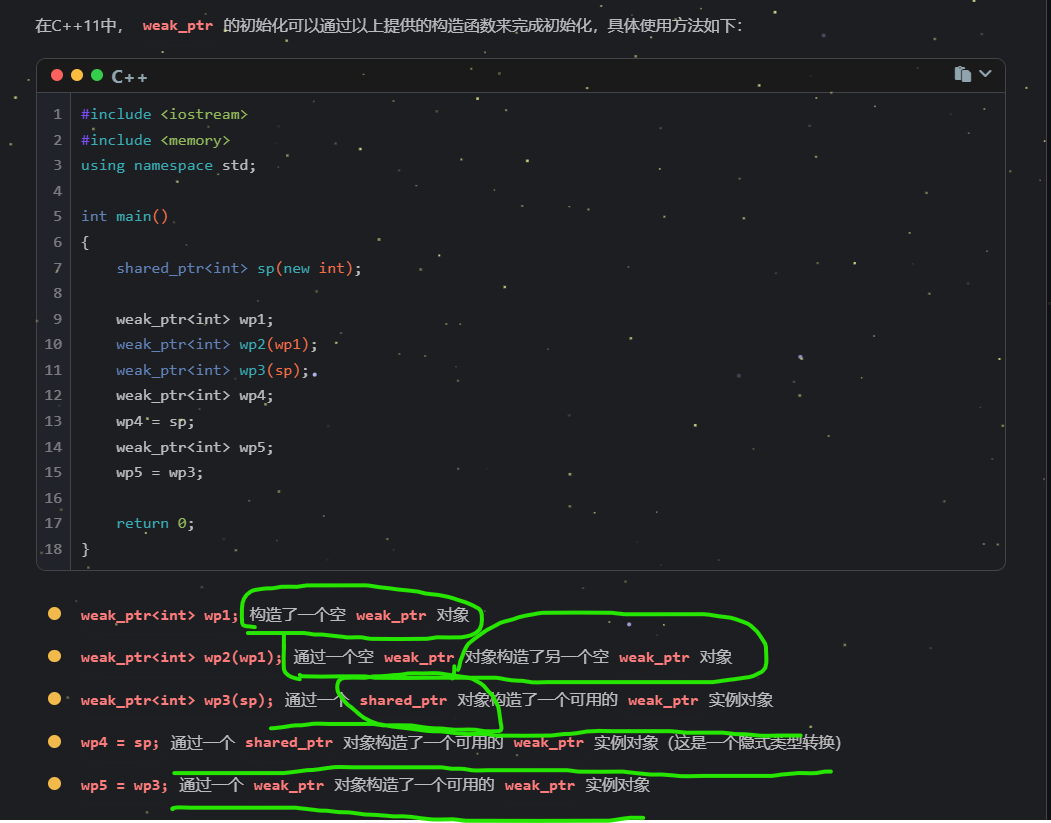 在C++11中， weak_ptr 的初始化可以通过以上提供的构造函数来完成初始化，具体使用方法如下：
C++
1 #include <iostream>
2 #include <memory>
3 using namespace std;
4
5 int main()
6 {
7 shared_ptr<int> sp(new int);
8
9 weak_ptr<int> wp1;
10 weak_ptr<int> wp2(wp1);
11 weak_ptr<int> wp3(sp);
12 weak_ptr<int> wp4;
13 wp4 = sp;
14 weak_ptr<int> wp5;
15 wp5 = wp3;
16
17 return 0;
18 }
weak_ptr<int> wp1; 构造了一个空 weak_ptr 对象
weak_ptr<int> wp2(wp1); 通过一个空 weak_ptr 对象构造了另一个空 weak_ptr 对象
weak_ptr<int> wp3(sp); 通过一个 shared_ptr 对象构造了一个可用的 weak_ptr 实例对象
wp4 = sp; 通过一个 shared_ptr 对象构造了一个可用的 weak_ptr 实例对象（这是一个隐式类型转换）
wp5 = wp3; 通过一个 weak_ptr 对象构造了一个可用的 weak_ptr 实例对象